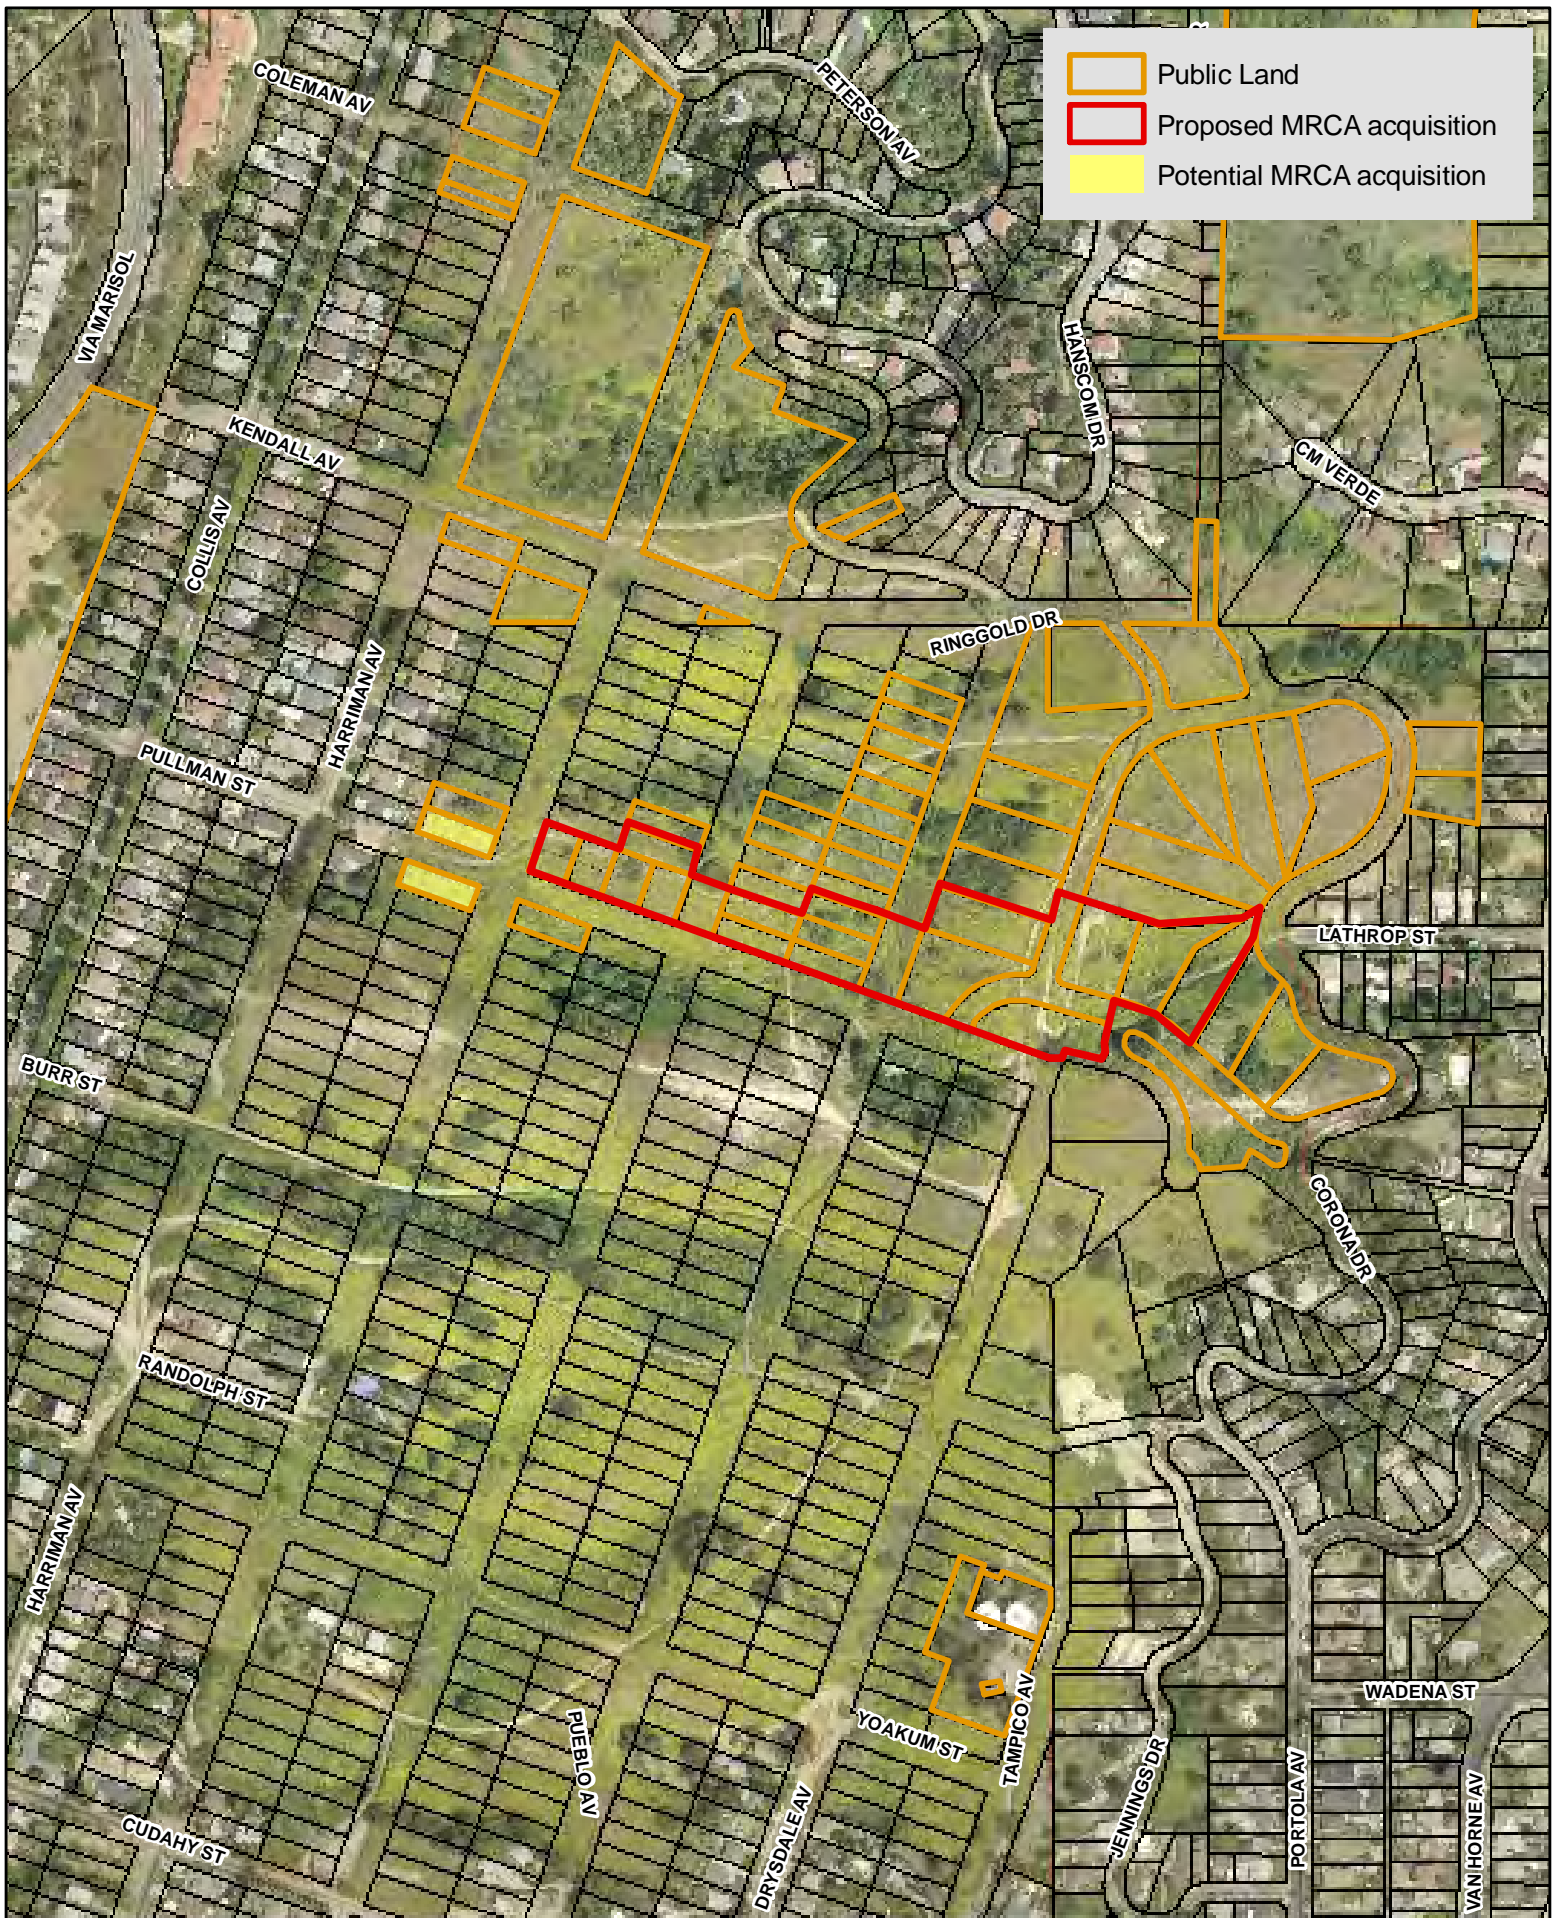 Public Land
Proposed MRCA acquisition
Potential MRCA acquisition
COLEMAN AV
PETERSON AV
VIA MARISOL
HANSCOM DR
KENDALL AV
CM VERDE
COLLIS AV
RINGGOLD DR
HARRIMAN AV
PULLMAN ST
LATHROP ST
BURR ST
CORONA DR
RANDOLPH ST
HARRIMAN AV
WADENA ST
TAMPICO AV
YOAKUM ST
PUEBLO AV
JENNINGS DR
PORTOLA AV
VAN HORNE AV
DRYSDALE AV
CUDAHY ST